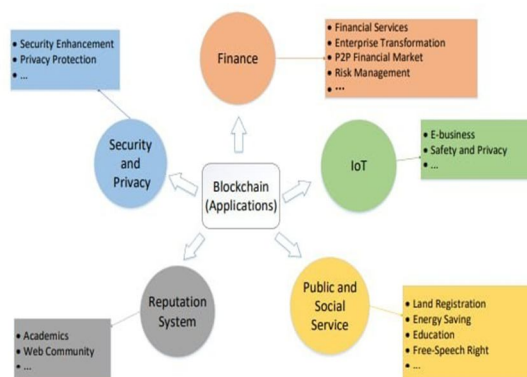 • Security Enhancement
• Privacy Protection
• ...
Finance
• Financial Services
• Enterprise Transformation
• P2P Financial Market
• Risk Management
• ...
Security
and
Privacy
Blockchain
(Applications)
IoT
• E-business
• Safety and Privacy
• ...
Reputation
System
• Academics
• Web Community
• ...
Public and
Social
Service
• Land Registration
• Energy Saving
• Education
• Free-Speech Right
• ...